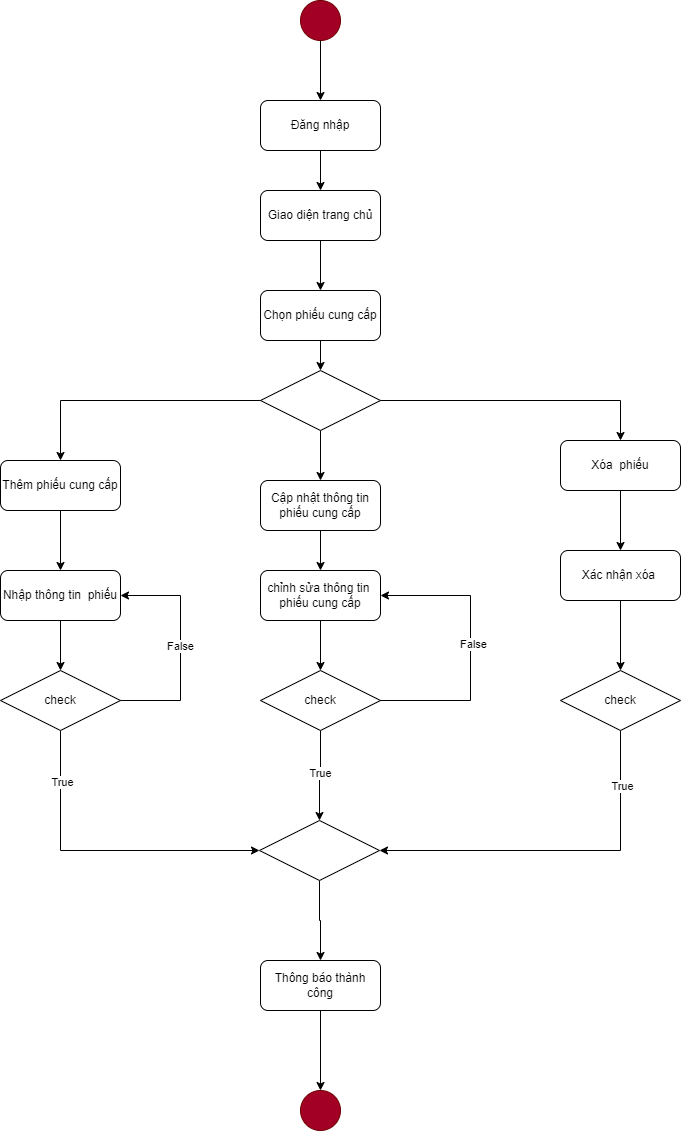 Đăng nhập
Giao diện trang chủ
Chọn phiếu cung cấp
Thêm phiếu cung cấp
Cập nhật thông tin
phiếu cung cấp
Xóa phiếu
Nhập thông tin phiếu
chỉnh sửa thông tin
phiếu cung cấp
Xác nhận xóa
False
False
check
check
check
True
True
True
Thông báo thành
công